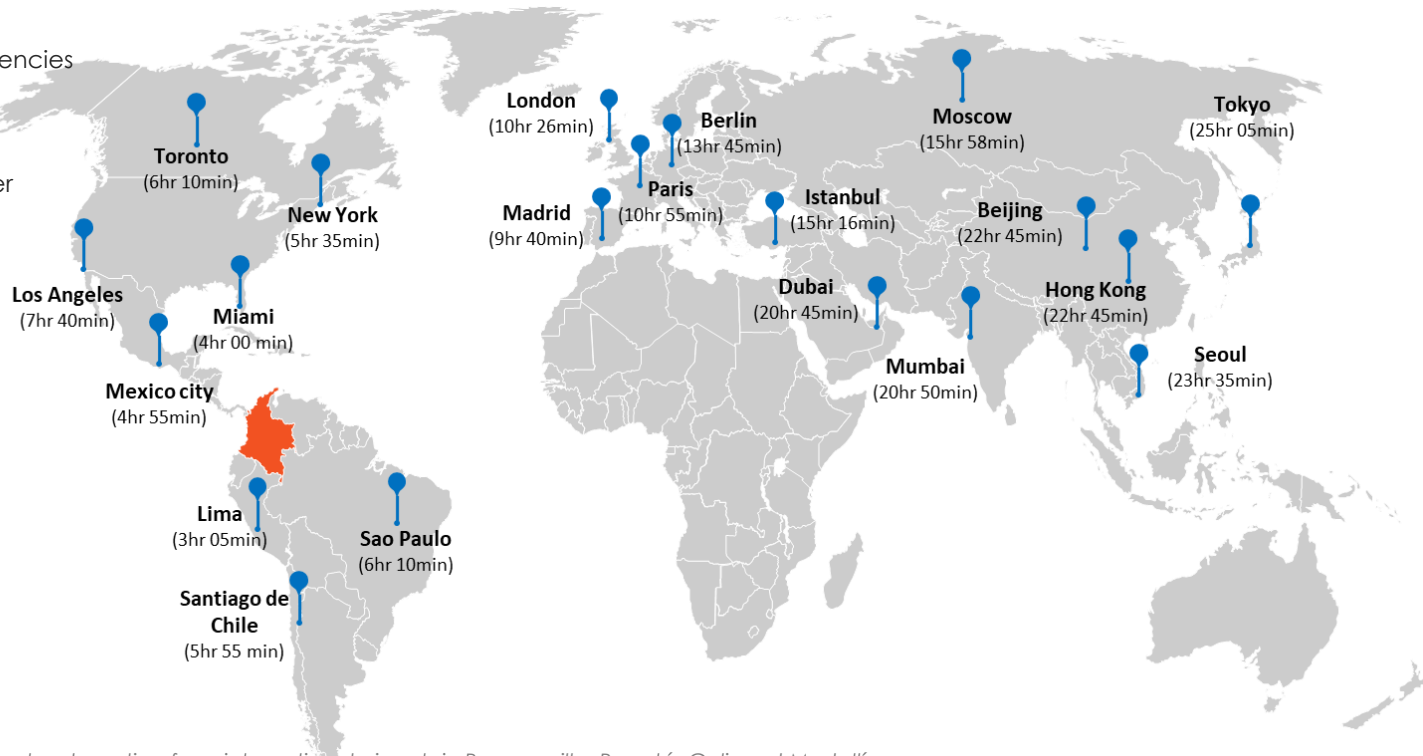 encies
er
Toronto
(6hr 10min)
New York
(5hr 35min)
Los Angeles
(7hr 40min)
Miami
(4hr 00 min)
Mexico city
(4hr 55min)
Lima
(3hr 05min)
Sao Paulo
(6hr 10min)
Santiago de
Chile
(5hr 55 min)
London
(10hr 26min)
Berlin
(13hr 45min)
Paris
(10hr 55min)
Madrid
(9hr 40min)
Istanbul
(15hr 16min)
Moscow
(15hr 58min)
Tokyo
(25hr 05min)
Beijing
(22hr 45min)
Dubai
(20hr 45min)
Hong Kong
(22hr 45min)
Mumbai
(20hr 50min)
Seoul
(23hr 35min)